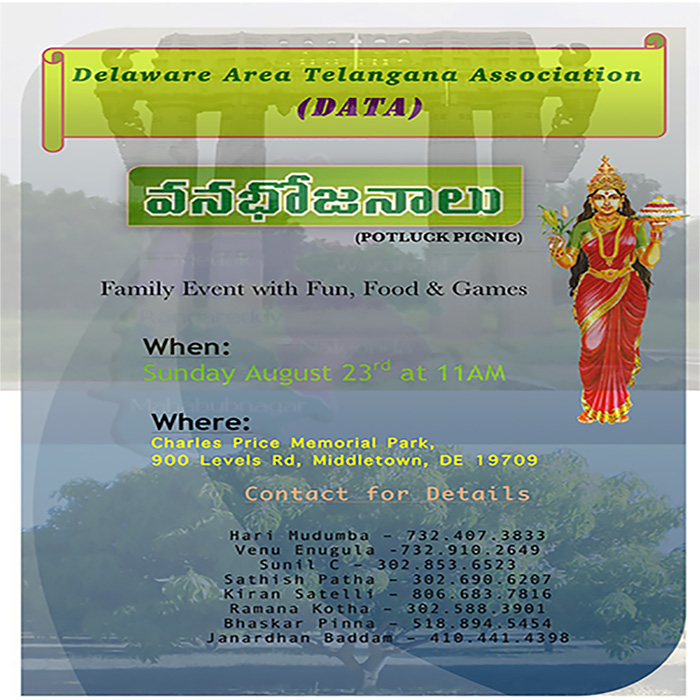 Delaware Area Telangana Association
(DATA)
వనభోజనాలు
(POTLUCK PICNIC)
Family Event with Fun, Food & Games
Rangareddy
When:
Sunday August 23rd at 11AM
Mahabubnagar
Where:
Charles Price Memorial Park,
900 Levels Rd, Middletown, DE 19709
Contact for Details
Hari Mudumba – 732.407.3833
Venu Enugula -732.910.2649
Sunil C – 302.853.6523
Sathish Patha – 302.690.6207
Kiran Satelli – 806.683.7816
Ramana Kotha – 302.588.3901
Bhaskar Pinna – 518.894.5454
Janardhan Baddam – 410.441.4398